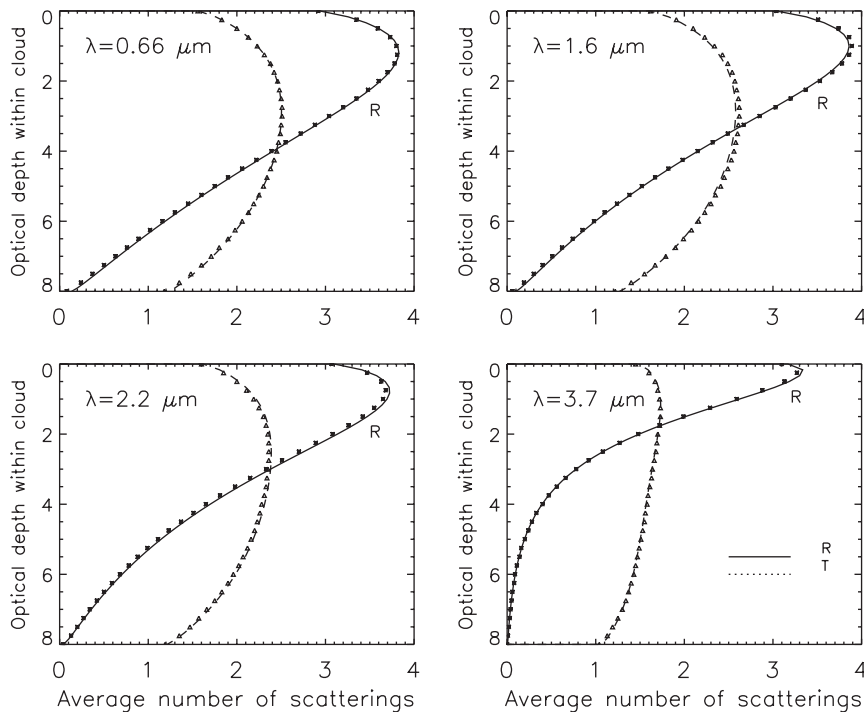 0
2
4
6
8
Optical depth within cloud
λ=0.66 μm
R
0 1 2 3 4
0
2
4
6
8
Optical depth within cloud
λ=1.6 μm
R
0 1 2 3 4
0
2
4
6
8
Optical depth within cloud
λ=2.2 μm
R
0 1 2 3 4
Average number of scatterings
0
2
4
6
8
Optical depth within cloud
λ=3.7 μm
R
R
T
0 1 2 3 4
Average number of scatterings